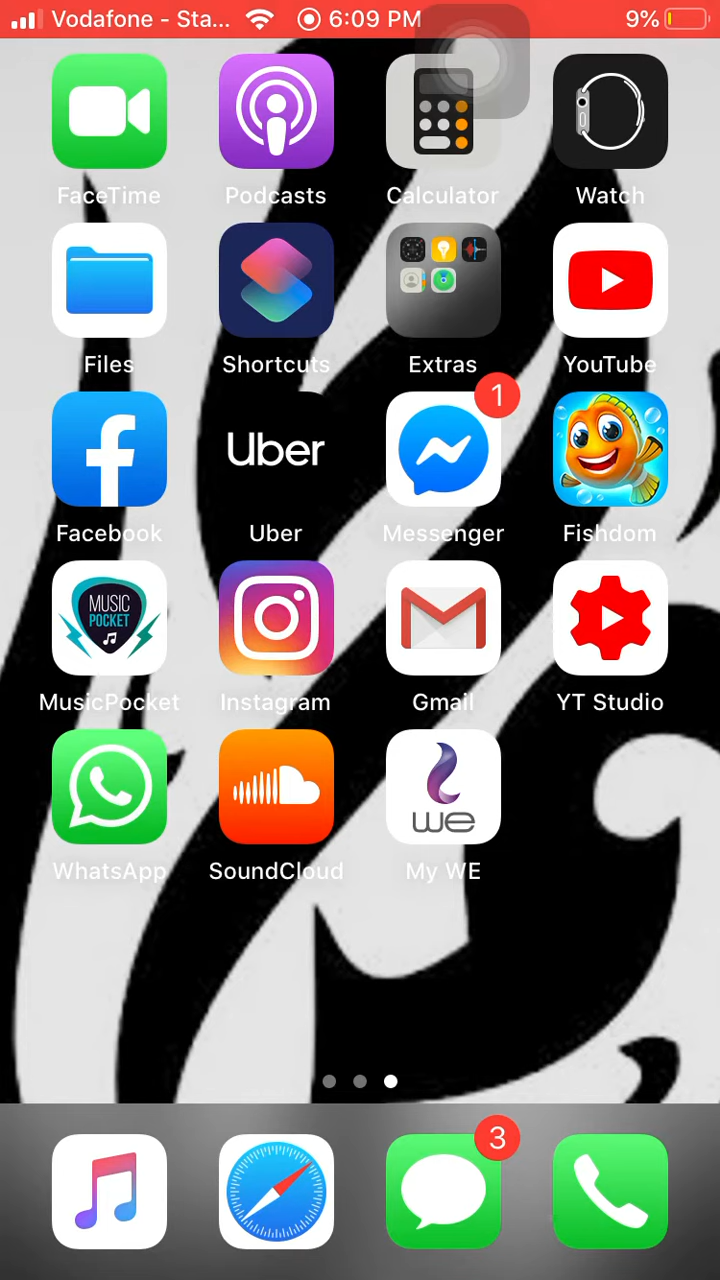 Vodafone - Sta... 6:09 PM 9%
FaceTime Podcasts Calculator Watch
Files Shortcuts Extras YouTube
1
Uber
Facebook Uber Messenger Fishdom
MUSIC
POCKET
MusicPocket Instagram Gmail YT Studio
we
WhatsApp SoundCloud My WE
3